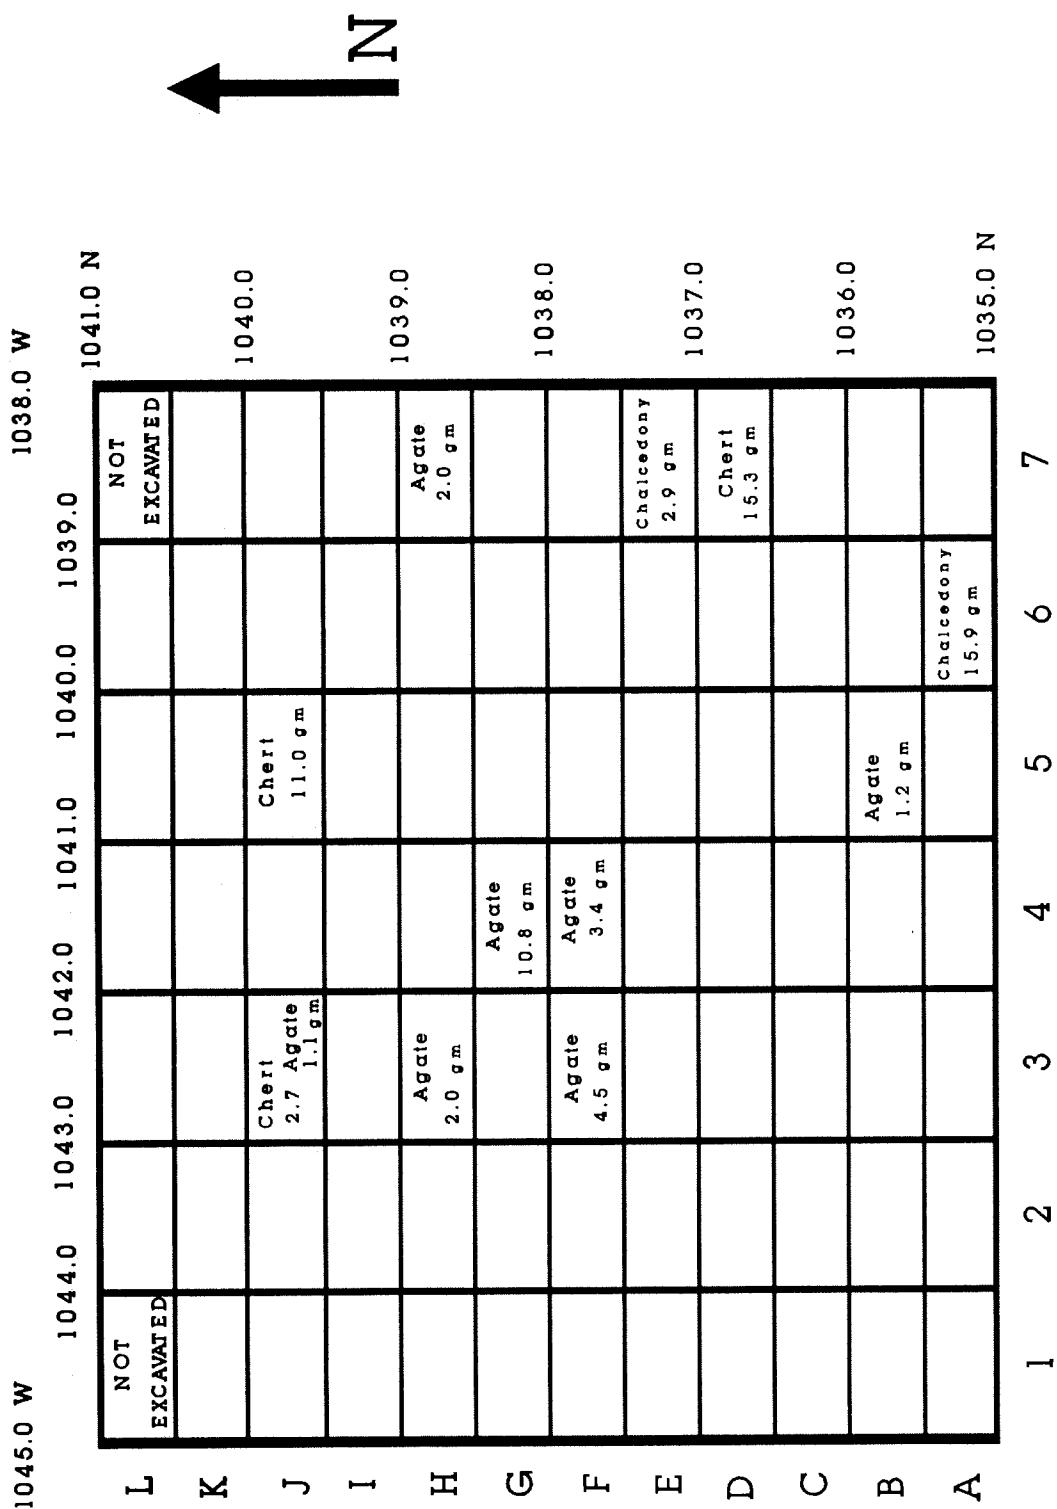 1045.0 W
1038.0 W
1044.0 1043.0 1042.0 1041.0 1040.0 1039.0
1041.0 N
L
NOT
EXCAVATED
NOT
EXCAVATED
K
1040.0
J
Chert
2.7 Agate
1.1gm
Chert
11.0 gm
I
N
1039.0
H
Agate
2.0 gm
Agate
2.0 gm
G
Agate
10.8 gm
1038.0
F
Agate
4.5 gm
Agate
3.4 gm
E
Chalcedony
2.9 gm
1037.0
D
Chert
15.3 gm
C
1036.0
B
Agate
1.2 gm
A
Chalcedony
15.9 gm
1035.0 N
1 2 3 4 5 6 7